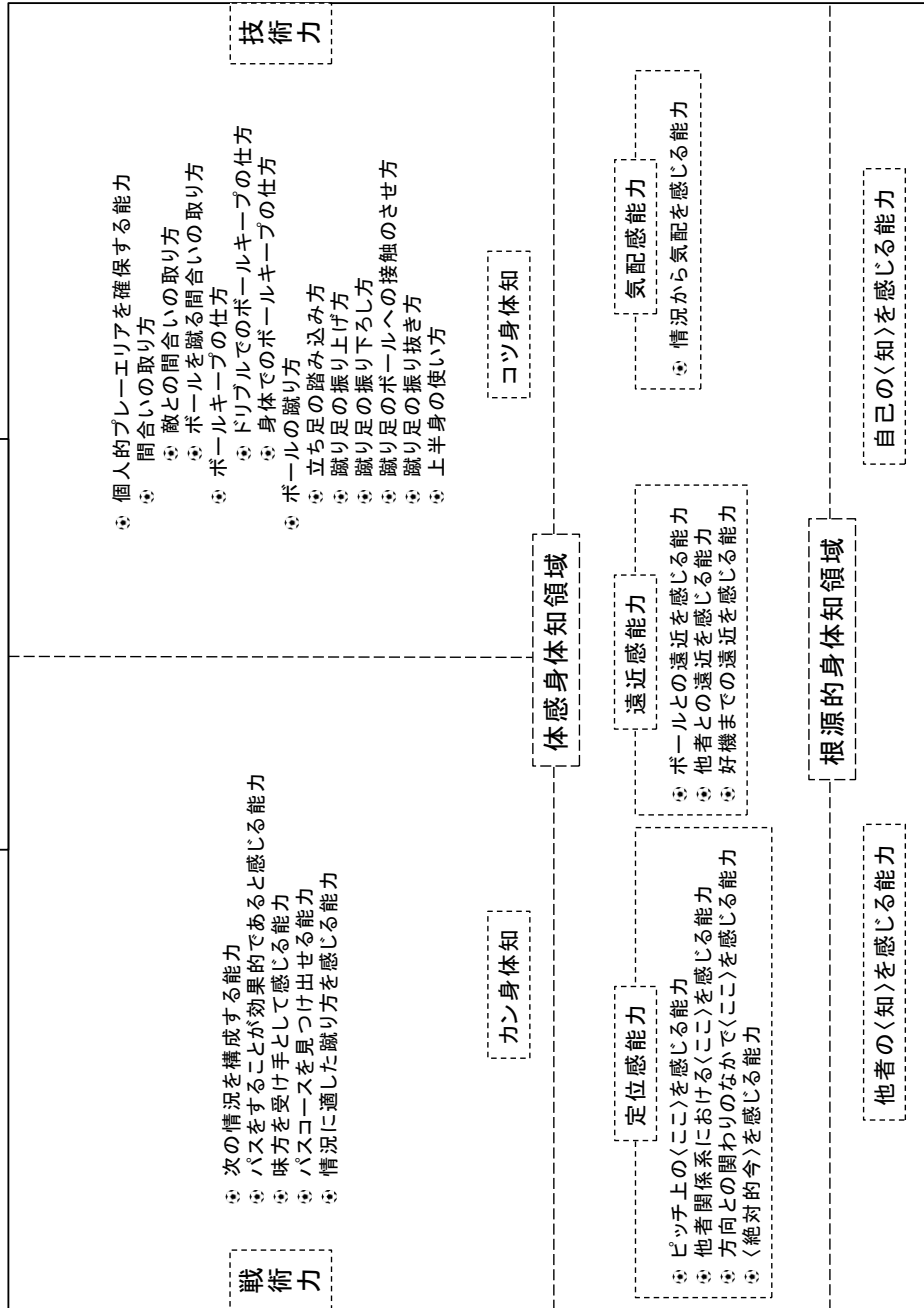 戦術力
⚽ 次の情況を構成する能力
⚽ パスをすることが効果的であると感じる能力
⚽ 味方を受け手として感じる能力
⚽ パスコースを見つけ出せる能力
⚽ 情況に適した蹴り方を感じる能力
カン身体知
技術力
⚽ 個人的プレーエリアを確保する能力
⚽ 間合いの取り方
⚽ 敵との間合いの取り方
⚽ ボールを蹴る間合いの取り方
⚽ ボールキープの仕方
⚽ ドリブルでのボールキープの仕方
⚽ 身体でのボールキープの仕方
⚽ ボールの蹴り方
⚽ 立ち足の踏み込み方
⚽ 蹴り足の振り上げ方
⚽ 蹴り足の振り下ろし方
⚽ 蹴り足のボールへの接触のさせ方
⚽ 蹴り足の振り抜き方
⚽ 上半身の使い方
コツ身体知
体感身体知領域
定位感能力
⚽ ピッチ上の〈ここ〉を感じる能力
⚽ 他者関係系における〈ここ〉を感じる能力
⚽ 方向との関わりのなかで〈ここ〉を感じる能力
⚽ 〈絶対的今〉を感じる能力
遠近感能力
⚽ ボールとの遠近を感じる能力
⚽ 他者との遠近を感じる能力
⚽ 好機までの遠近を感じる能力
気配感能力
⚽ 情況から気配を感じる能力
根源的身体知領域
他者の〈知〉を感じる能力
自己の〈知〉を感じる能力